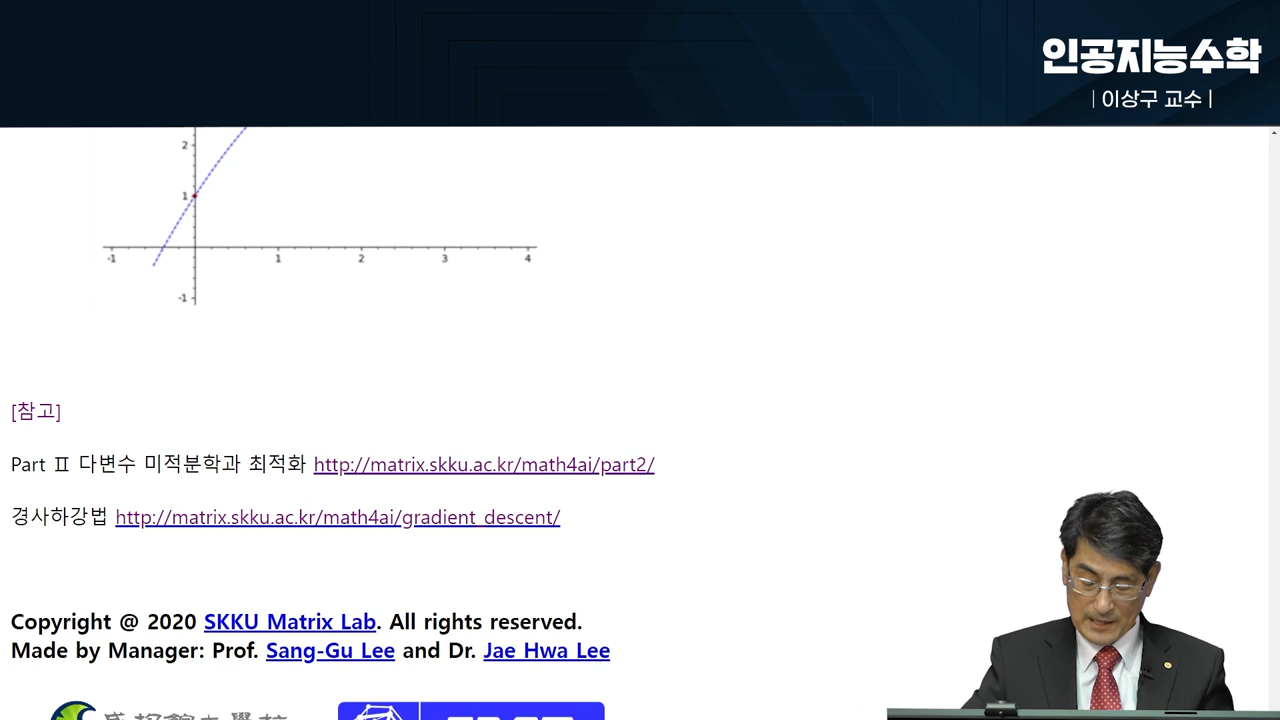 인공지능수학
| 이상구 교수 |
2
1
-1 1 2 3 4
-1
[참고]
Part Ⅱ 다변수 미적분학과 최적화 http://matrix.skku.ac.kr/math4ai/part2/
경사하강법 http://matrix.skku.ac.kr/math4ai/gradient_descent/
Copyright @ 2020 SKKU Matrix Lab. All rights reserved.
Made by Manager: Prof. Sang-Gu Lee and Dr. Jae Hwa Lee